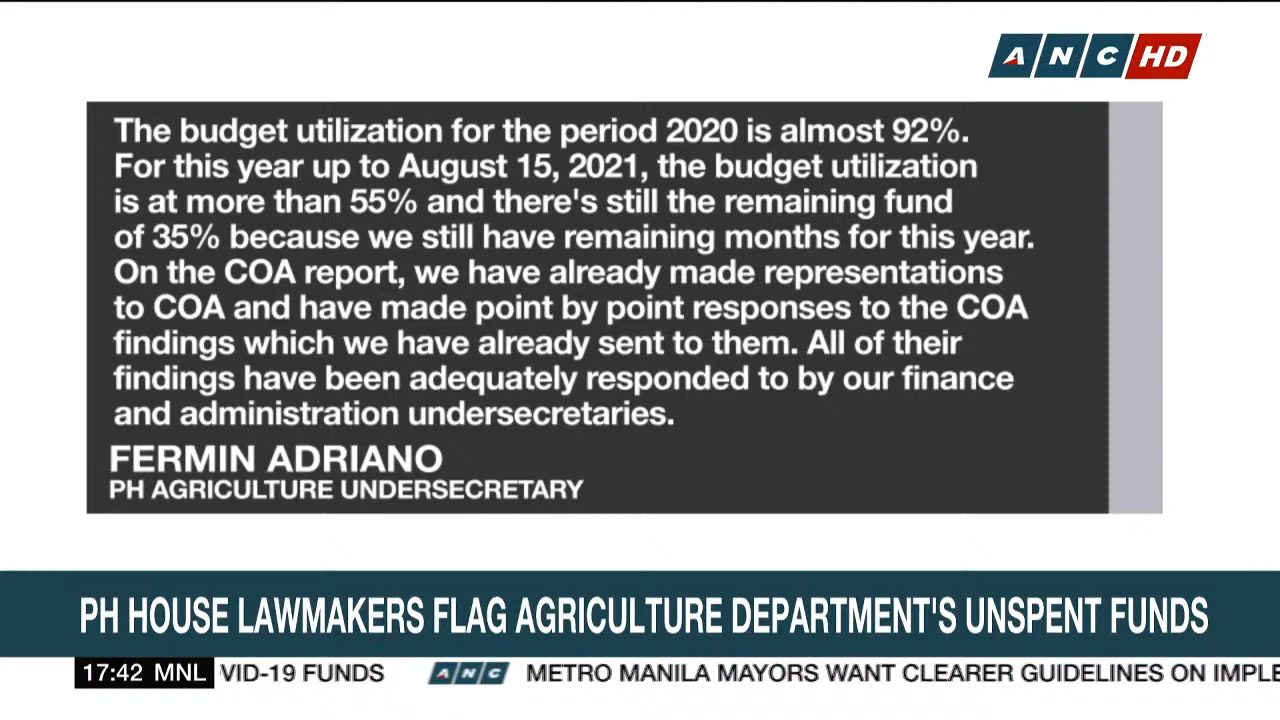 ANC HD
The budget utilization for the period 2020 is almost 92%.
For this year up to August 15, 2021, the budget utilization
is at more than 55% and there's still the remaining fund
of 35% because we still have remaining months for this year.
On the COA report, we have already made representations
to COA and have made point by point responses to the COA
findings which we have already sent to them. All of their
findings have been adequately responded to by our finance
and administration undersecretaries.
FERMIN ADRIANO
PH AGRICULTURE UNDERSECRETARY
PH HOUSE LAWMAKERS FLAG AGRICULTURE DEPARTMENT'S UNSPENT FUNDS
17:42 MNL VID-19 FUNDS ANC METRO MANILA MAYORS WANT CLEARER GUIDELINES ON IMPLE